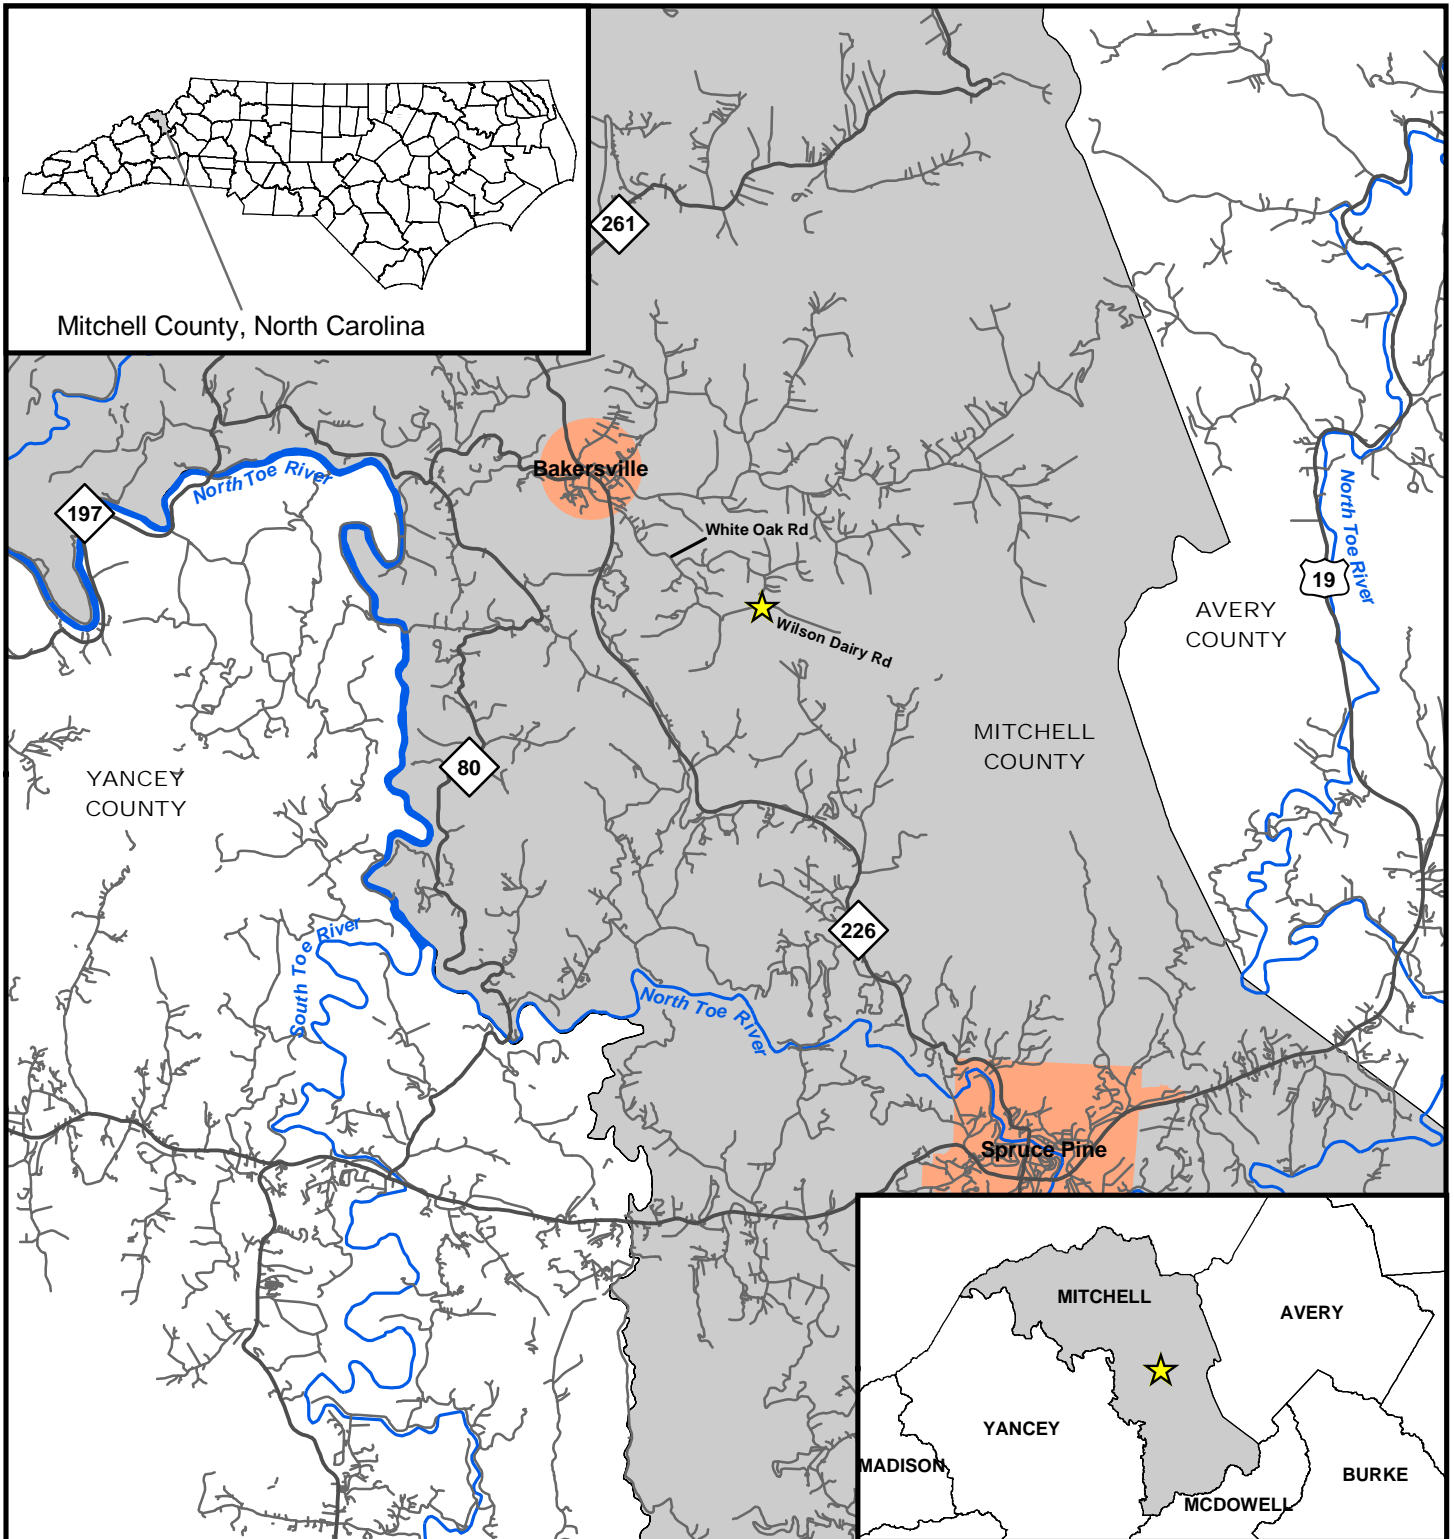 Mitchell County, North Carolina
261
Bakersville
North Toe River
197
White Oak Rd
North Toe River
19
AVERY
COUNTY
Wilson Dairy Rd
MITCHELL
COUNTY
80
YANCEY
COUNTY
226
South Toe River
North Toe River
Spruce Pine
MITCHELL
AVERY
YANCEY
MADISON
BURKE
MCDOWELL